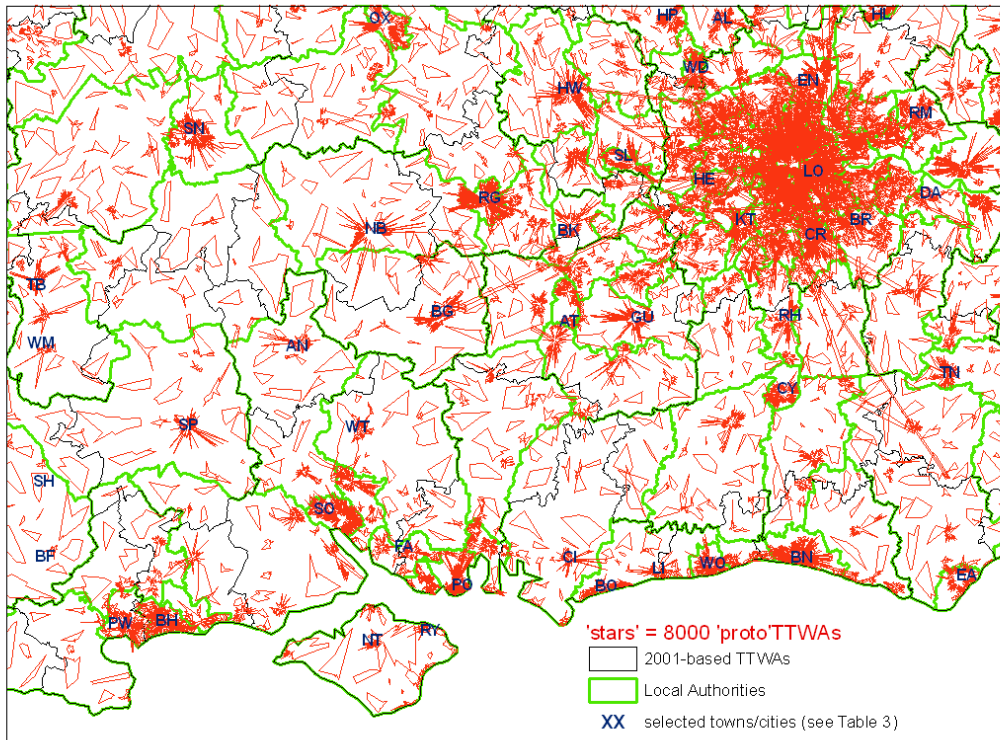 OX
HP
AL
HL
WD
EN
HW
RM
SN
SL
HE
LO
DA
RG
KT
BR
NB
BK
CR
TB
BG
AT
GU
RH
WM
AN
TN
CY
SP
WT
SH
SO
BF
FA
CI
LI
WO
BN
PO
BO
EA
PW
BH
NT
RY
'stars' = 8000 'proto'TTWAs
2001-based TTWAs
Local Authorities
XX selected towns/cities (see Table 3)